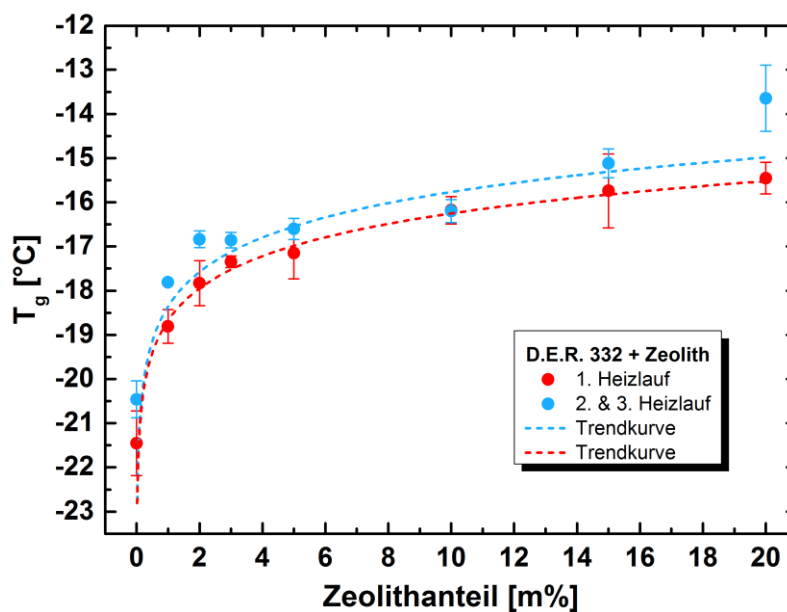 -12
-13
-14
-15
-16
-17
-18
-19
-20
-21
-22
-23
Tg [°C]
D.E.R. 332 + Zeolith
1. Heizlauf
2. & 3. Heizlauf
Trendkurve
Trendkurve
0 2 4 6 8 10 12 14 16 18 20
Zeolithanteil [m%]